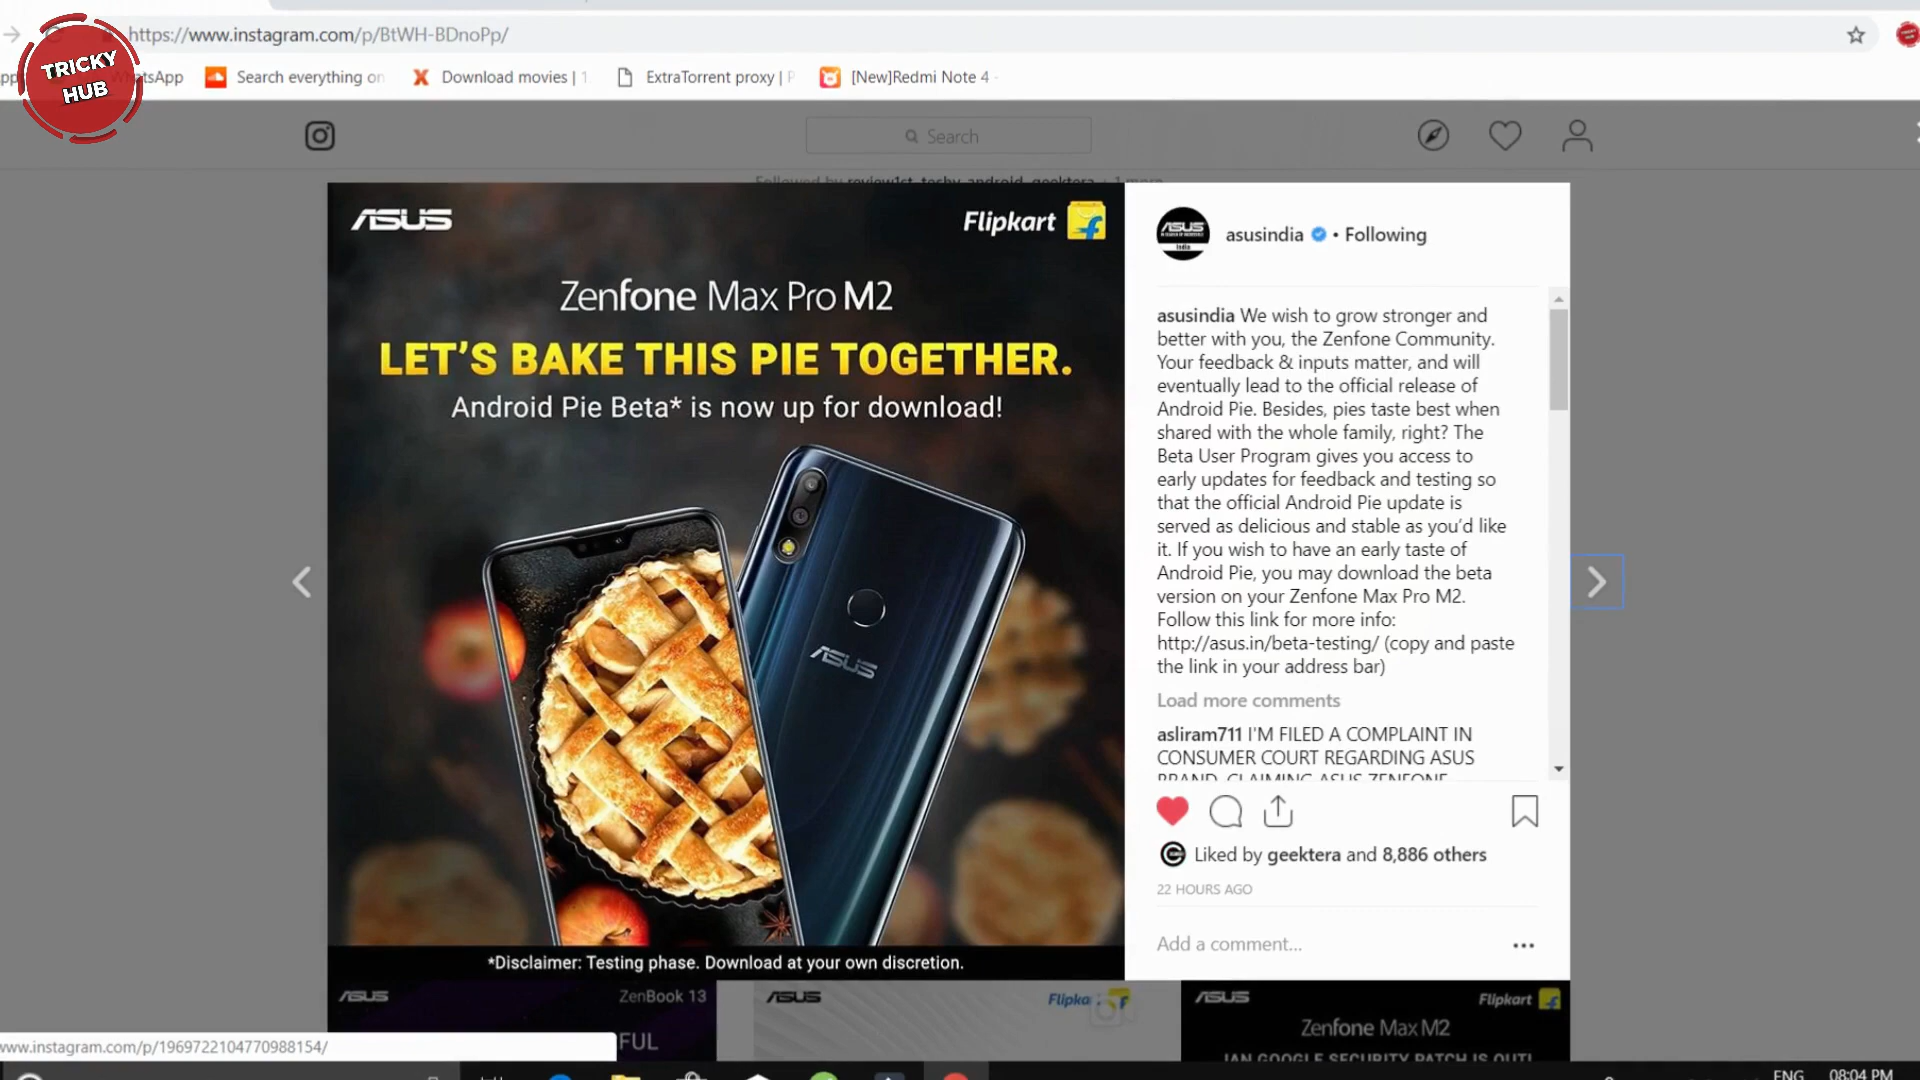 https://www.instagram.com/p/BtWH-BDnoPp/
TRICKY
HUB
WhatsApp
Search everything on
Download movies | 1
ExtraTorrent proxy | P
[New]Redmi Note 4 -
Search
Followed by review1st_techy_android_geektera + 1 more
ASUS
Flipkart
Zenfone Max Pro M2
LET'S BAKE THIS PIE TOGETHER.
Android Pie Beta* is now up for download!
ASUS
*Disclaimer: Testing phase. Download at your own discretion.
asusindia • Following
asusindia We wish to grow stronger and
better with you, the Zenfone Community.
Your feedback & inputs matter, and will
eventually lead to the official release of
Android Pie. Besides, pies taste best when
shared with the whole family, right? The
Beta User Program gives you access to
early updates for feedback and testing so
that the official Android Pie update is
served as delicious and stable as you'd like
it. If you wish to have an early taste of
Android Pie, you may download the beta
version on your Zenfone Max Pro M2.
Follow this link for more info:
http://asus.in/beta-testing/ (copy and paste
the link in your address bar)
Load more comments
asliram711 I'M FILED A COMPLAINT IN
CONSUMER COURT REGARDING ASUS
BRAND, CLAIMING ASUS ZENFONE
Liked by geektera and 8,886 others
22 HOURS AGO
Add a comment...
ASUS
ZenBook 13
FUL
ASUS
Flipka
ASUS
Flipkart
Zenfone Max M2
JAN GOOGLE SECURITY PATCH IS OUT!
www.instagram.com/p/1969722104770988154/
ENG
08:04 PM